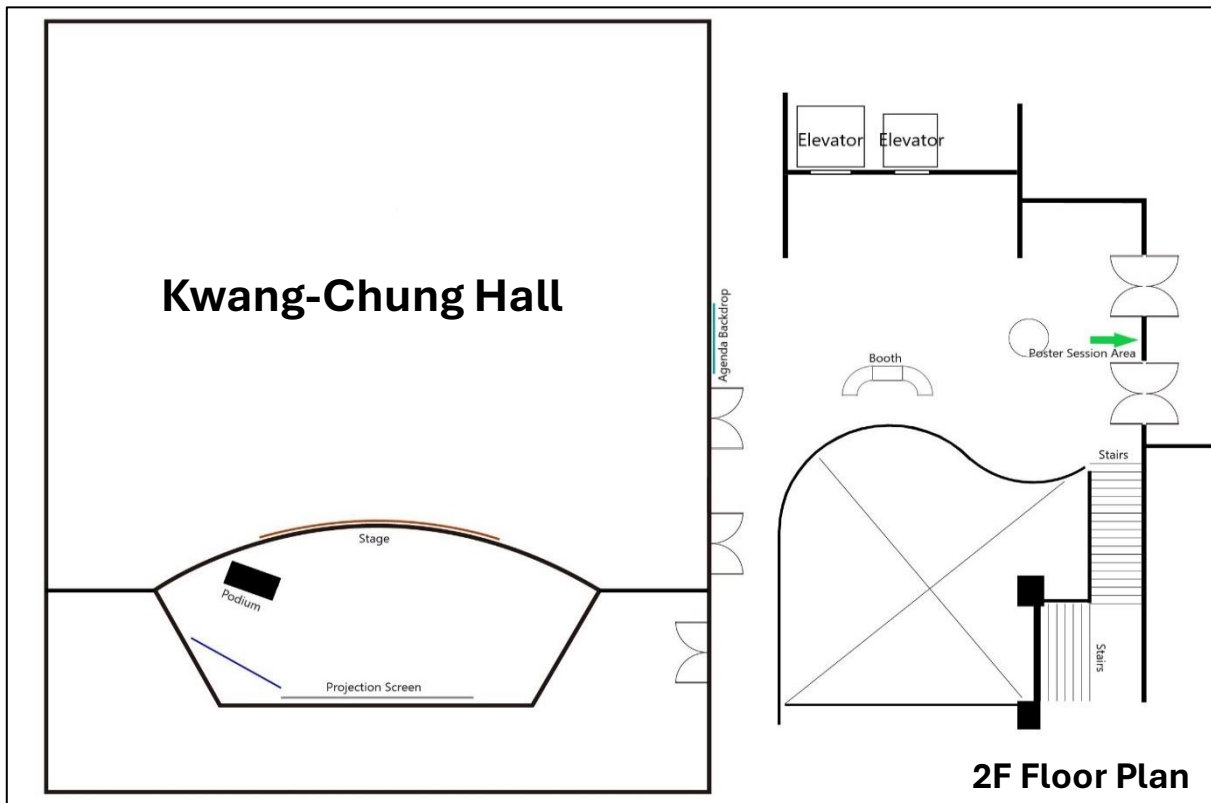 Elevator
Elevator
Kwang-Chung Hall
Agenda Backdrop
Poster Session Area
Booth
Stairs
Stage
Podium
Stairs
Projection Screen
2F Floor Plan